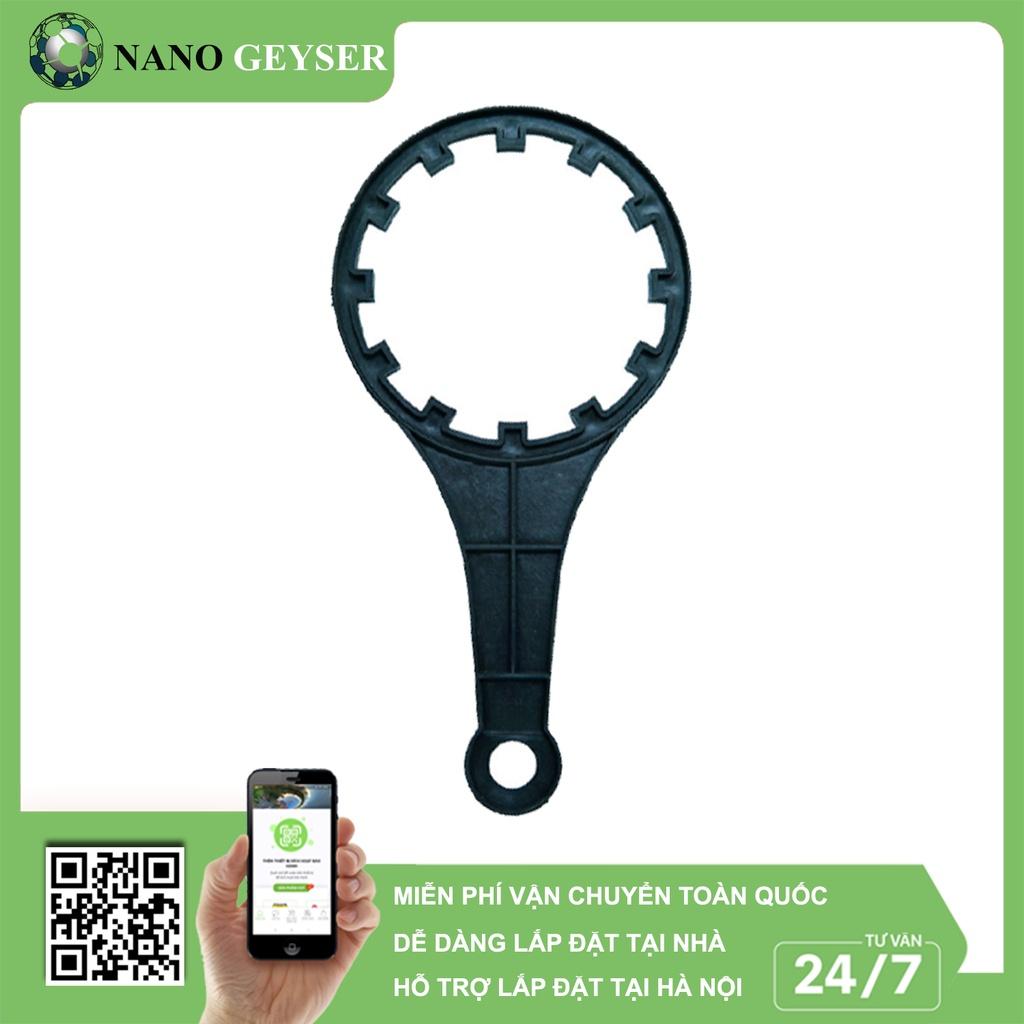 NANO GEYSER
MIỄN PHÍ VẬN CHUYỂN TOÀN QUỐC
DỄ DÀNG LẮP ĐẶT TẠI NHÀ
HỖ TRỢ LẮP ĐẶT TẠI HÀ NỘI
TƯ VẤN
24/7